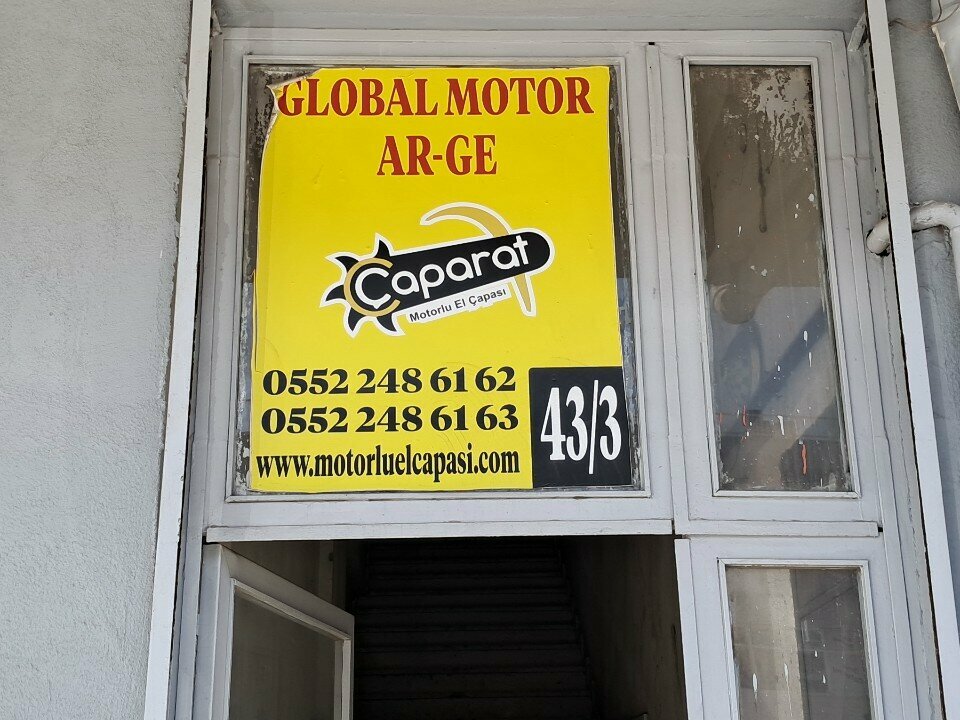 GLOBAL MOTOR
AR-GE
Çaparat
Motorlu El Çapası
0552 248 61 62
0552 248 61 63
www.motorluelcapasi.com
43/3